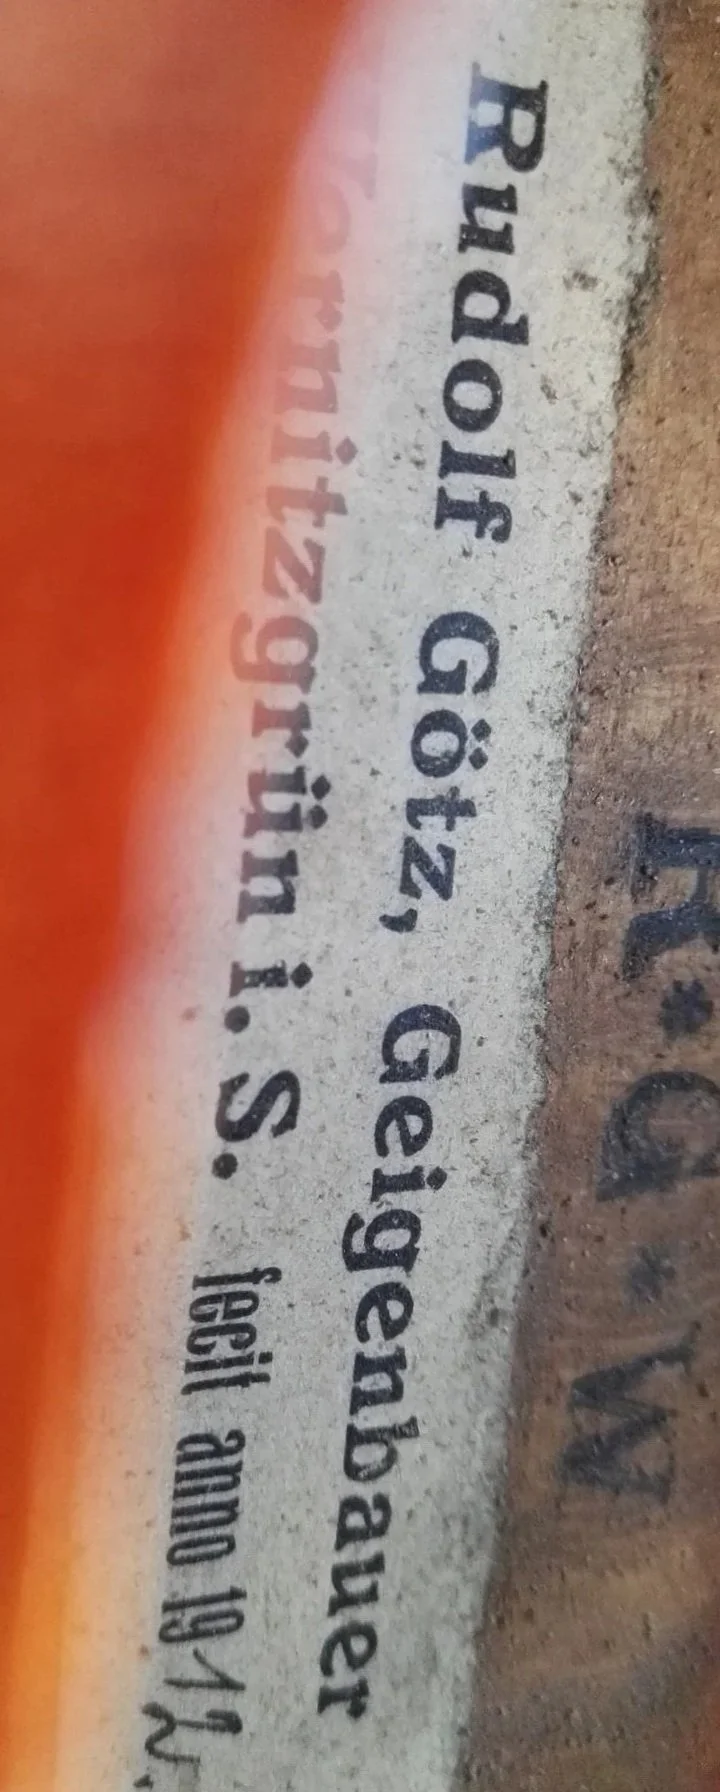 R*G*W
Rudolf Götz, Geigenbauer
Wernitzgrün i. S. fecit anno 1912.